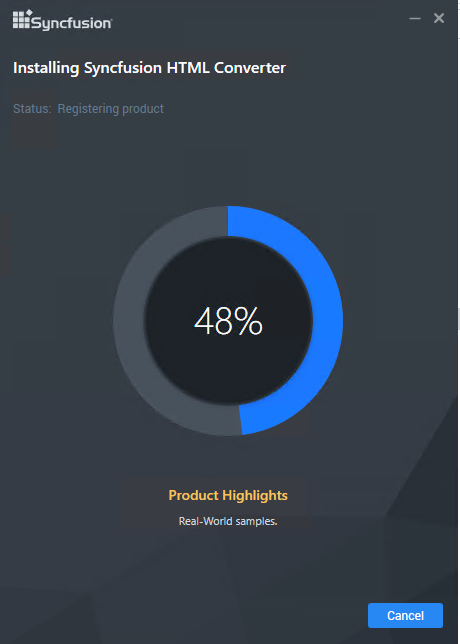 Syncfusion
Installing Syncfusion HTML Converter
Status: Registering product
48%
Product Highlights
Real-World samples.
Cancel